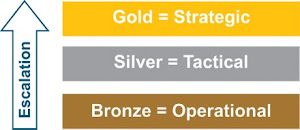 Gold = Strategic
Silver = Tactical
Bronze = Operational
Escalation